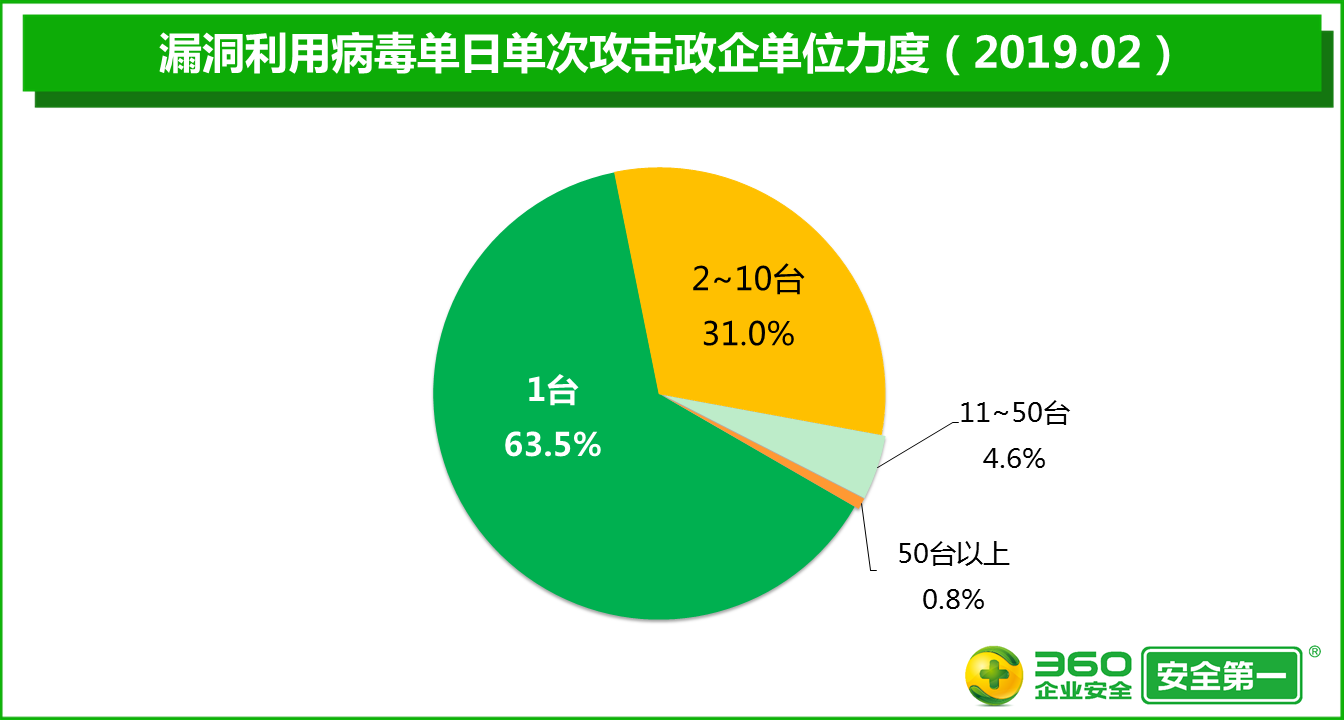 漏洞利用病毒单日单次攻击政企单位力度（2019.02）
2~10台
31.0%
1台
63.5%
11~50台
4.6%
50台以上
0.8%
360
企业安全
安全第一
®